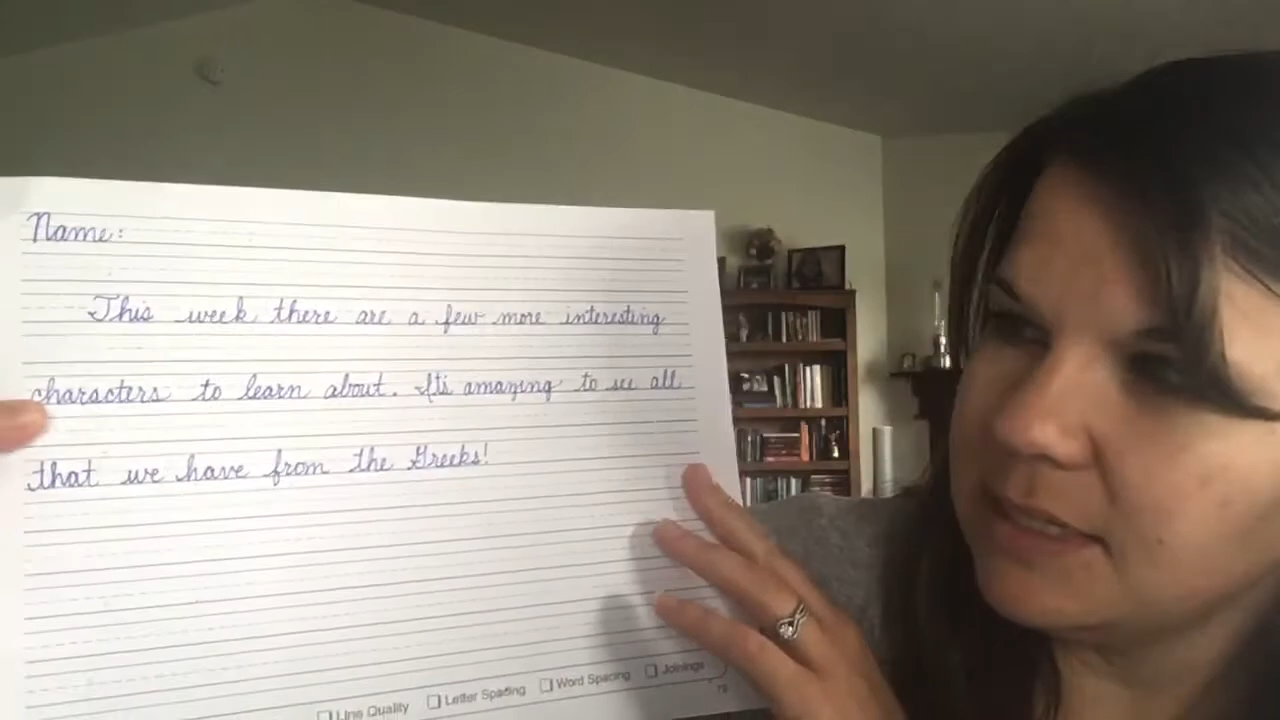 Name:
This week there are a few more interesting
characters to learn about. It's amazing to see all
that we have from the Greeks!
Line Quality Letter Spacing Word Spacing Joinings
79